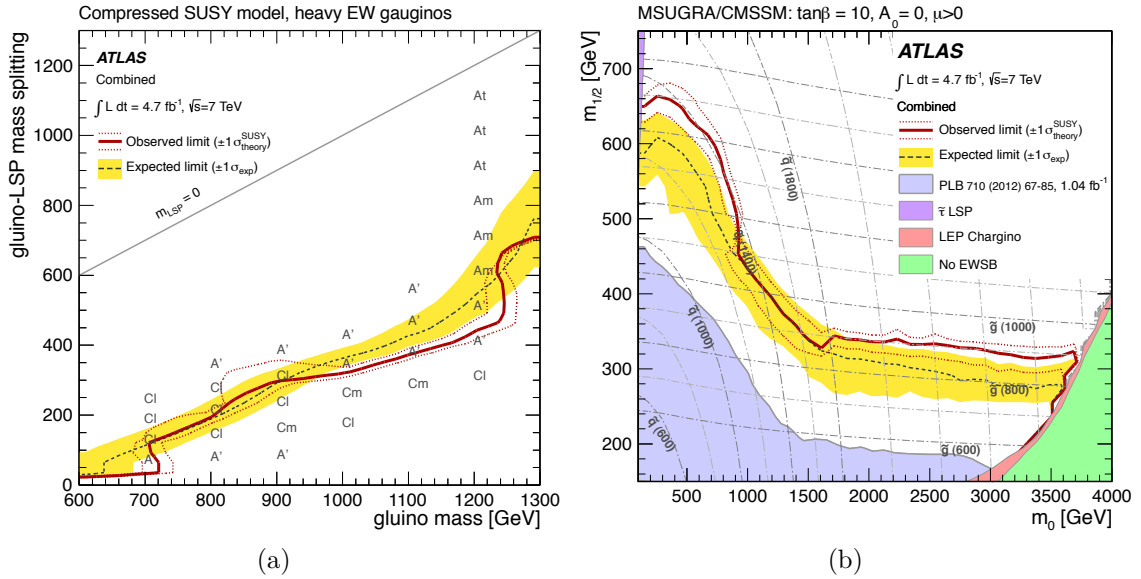 Compressed SUSY model, heavy EW gauginos
gluino-LSP mass splitting
1200
1000
800
600
400
200
0
ATLAS
Combined
∫ L dt = 4.7 fb⁻¹, √s=7 TeV
Observed limit (±1σ^SUSY_theory)
Expected limit (±1σ_exp)
m_LSP = 0
At
At
At
Am
Am
Am
A'
A'
A'
A'
A'
A'
A'
A'
A'
A'
Cl
Cl
Cl
Cl
Cl
Cl
Cl
Cl
Cl
Cl
Cl
Cm
Cm
Cm
600 700 800 900 1000 1100 1200 1300
gluino mass [GeV]
(a)
MSUGRA/CMSSM: tanβ = 10, A₀= 0, μ>0
m_1/2 [GeV]
700
600
500
400
300
200
ATLAS
∫ L dt = 4.7 fb⁻¹, √s=7 TeV
Combined
Observed limit (±1σ^SUSY_theory)
Expected limit (±1σ_exp)
PLB 710 (2012) 67-85, 1.04 fb⁻¹
τ̃ LSP
LEP Chargino
No EWSB
q̃ (1800)
q̃ (1400)
q̃ (1000)
q̃ (600)
g̃ (1000)
g̃ (800)
g̃ (600)
500 1000 1500 2000 2500 3000 3500 4000
m₀ [GeV]
(b)